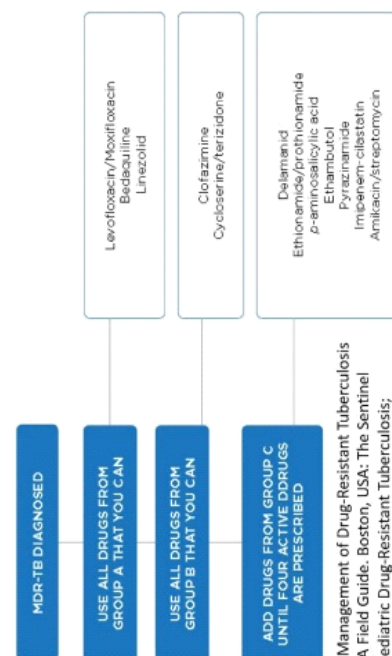 MDR-TB DIAGNOSED
USE ALL DRUGS FROM
GROUP A THAT YOU CAN
Levofloxacin/Moxifloxacin
Bedaquiline
Linezolid
USE ALL DRUGS FROM
GROUP B THAT YOU CAN
Clofazimine
Cycloserine/terizidone
ADD DRUGS FROM GROUP C
UNTIL FOUR ACTIVE DDRUGS
ARE PRESCRIBED
Delamanid
Ethionamide/prothionamide
p-aminosalicylic acid
Ethambutol
Pyrazinamide
Imipenem-cilastatin
Amikacin/streptomycin
Management of Drug-Resistant Tuberculosis
A Field Guide. Boston, USA: The Sentinel
ediatric Drug-Resistant Tuberculosis;